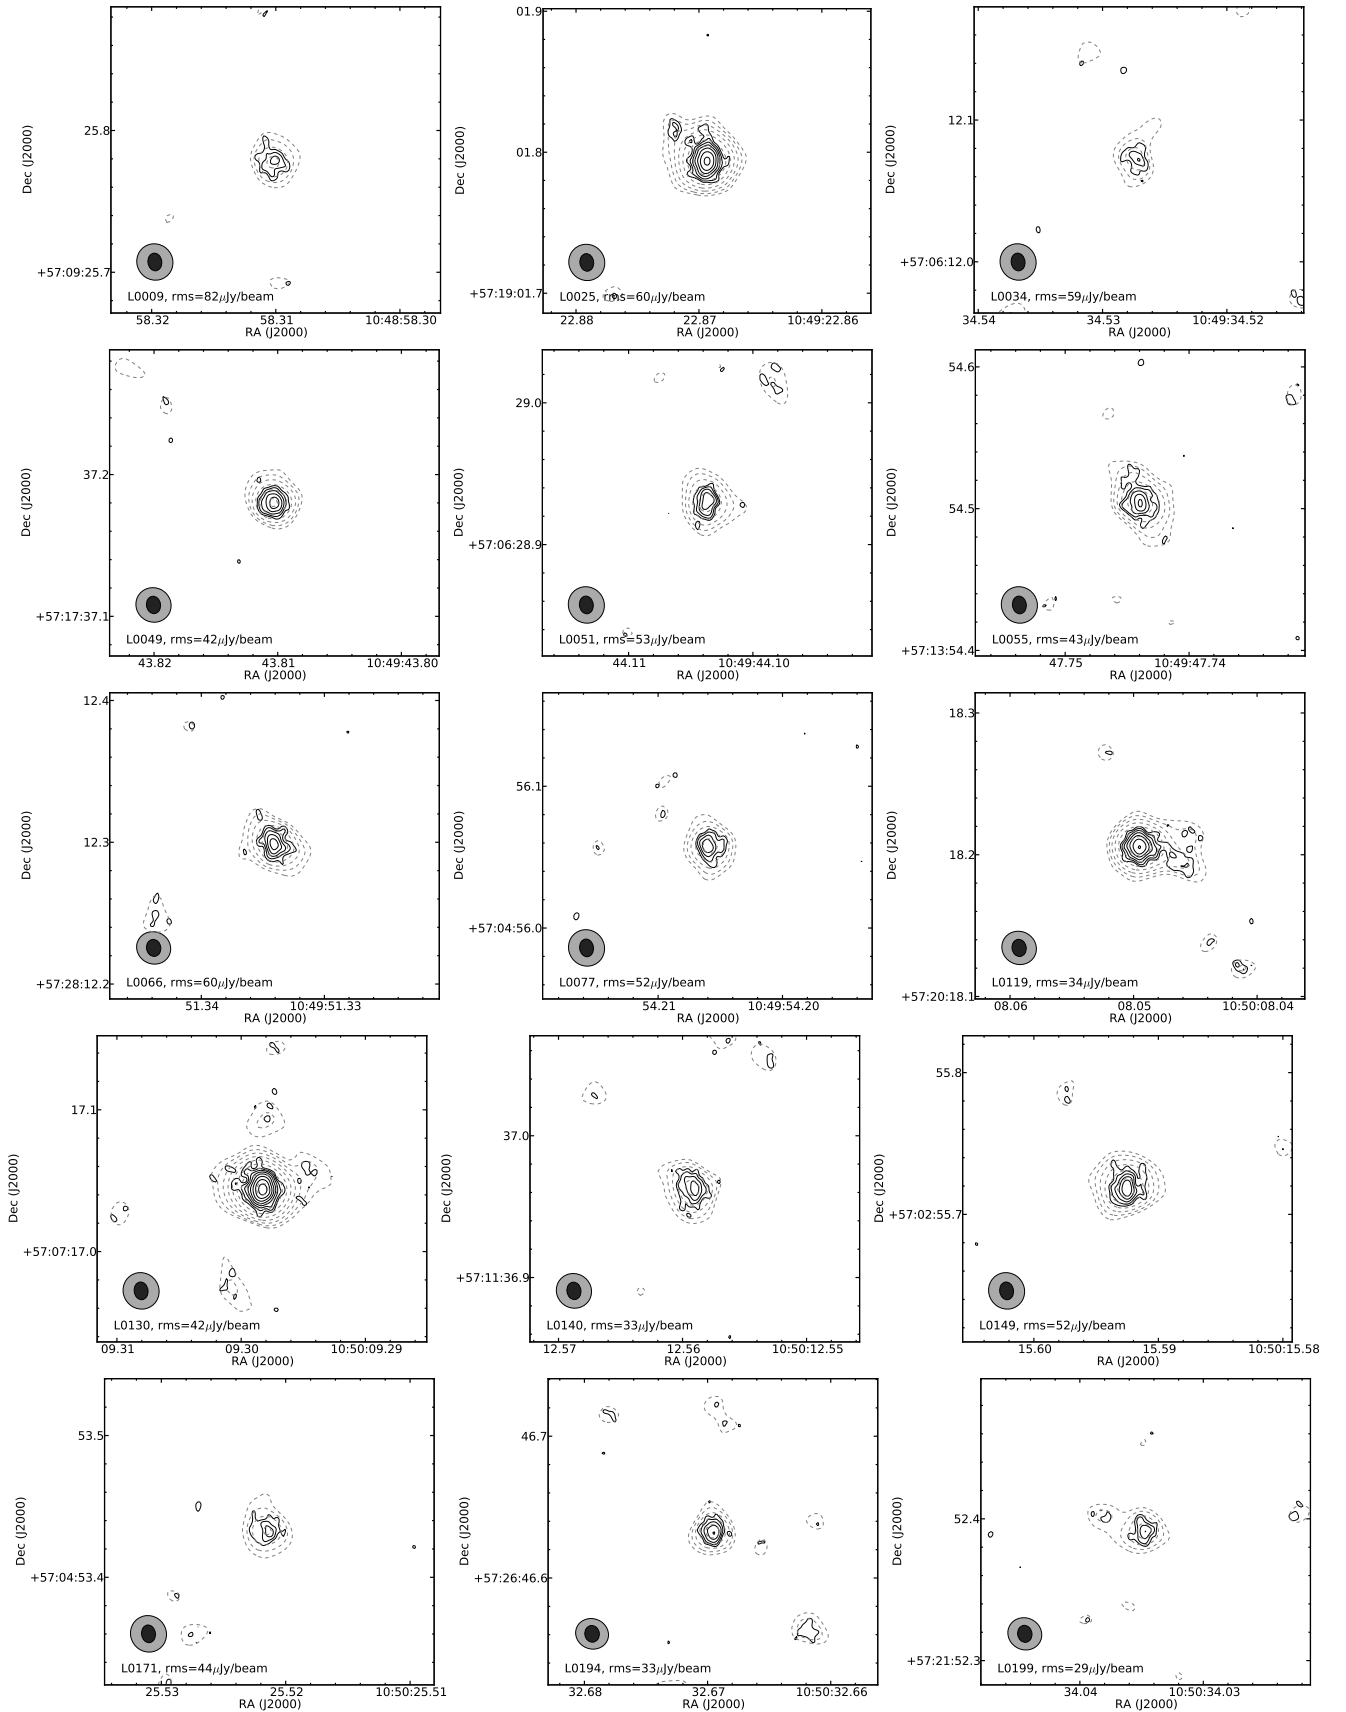 Dec (J2000)
25.8
+57:09:25.7
L0009, rms=82μJy/beam
58.32 58.31 10:48:58.30
RA (J2000)
Dec (J2000)
01.9
01.8
+57:19:01.7
L0025, rms=60μJy/beam
22.88 22.87 10:49:22.86
RA (J2000)
Dec (J2000)
12.1
+57:06:12.0
L0034, rms=59μJy/beam
34.54 34.53 10:49:34.52
RA (J2000)
Dec (J2000)
37.2
+57:17:37.1
L0049, rms=42μJy/beam
43.82 43.81 10:49:43.80
RA (J2000)
Dec (J2000)
29.0
+57:06:28.9
L0051, rms=53μJy/beam
44.11 10:49:44.10
RA (J2000)
Dec (J2000)
54.6
54.5
+57:13:54.4
L0055, rms=43μJy/beam
47.75 10:49:47.74
RA (J2000)
Dec (J2000)
12.4
12.3
+57:28:12.2
L0066, rms=60μJy/beam
51.34 10:49:51.33
RA (J2000)
Dec (J2000)
56.1
+57:04:56.0
L0077, rms=52μJy/beam
54.21 10:49:54.20
RA (J2000)
Dec (J2000)
18.3
18.2
+57:20:18.1
L0119, rms=34μJy/beam
08.06 08.05 10:50:08.04
RA (J2000)
Dec (J2000)
17.1
+57:07:17.0
L0130, rms=42μJy/beam
09.31 09.30 10:50:09.29
RA (J2000)
Dec (J2000)
37.0
+57:11:36.9
L0140, rms=33μJy/beam
12.57 12.56 10:50:12.55
RA (J2000)
Dec (J2000)
55.8
+57:02:55.7
L0149, rms=52μJy/beam
15.60 15.59 10:50:15.58
RA (J2000)
Dec (J2000)
53.5
+57:04:53.4
L0171, rms=44μJy/beam
25.53 25.52 10:50:25.51
RA (J2000)
Dec (J2000)
46.7
+57:26:46.6
L0194, rms=33μJy/beam
32.68 32.67 10:50:32.66
RA (J2000)
Dec (J2000)
52.4
+57:21:52.3
L0199, rms=29μJy/beam
34.04 10:50:34.03
RA (J2000)